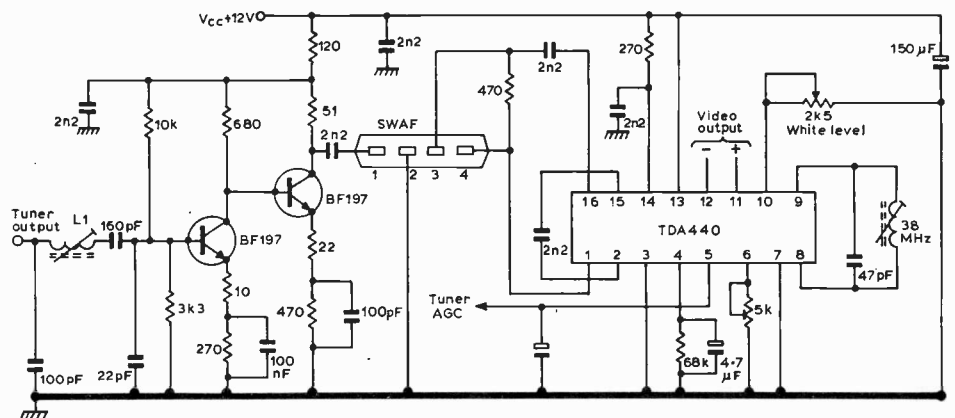 Vcc+12V
120
2n2
270
150 µF
2n2
10k
680
51
2n2
SWAF
470
2n2
2n2
Video
output
2k5
White level
1 2 3 4
− +
16 15 14 13 12 11 10 9
TDA440
1 2 3 4 5 6 7 8
38
MHz
47pF
Tuner
output
L1
160pF
BF197
BF197
22
2n2
10
3k3
470
100pF
Tuner
AGC
5k
270
100
nF
68k
4·7
µF
100pF
22pF